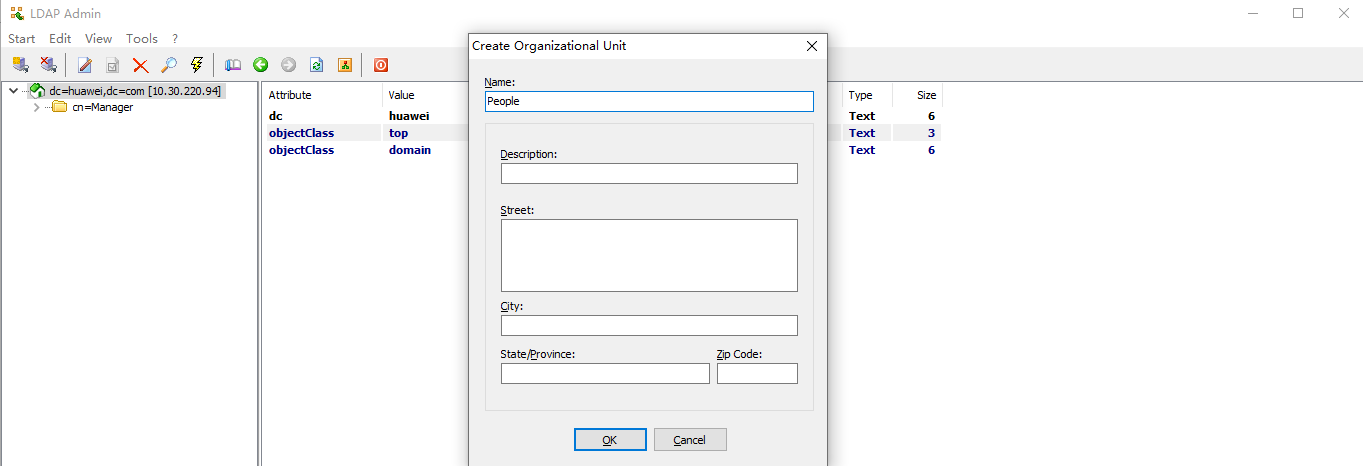 LDAP Admin
Start Edit View Tools ?
dc=huawei,dc=com [10.30.220.94]
cn=Manager
Attribute Value Type Size
dc huawei Text 6
objectClass top Text 3
objectClass domain Text 6
Create Organizational Unit
Name:
People
Description:
Street:
City:
State/Province: Zip Code:
OK Cancel